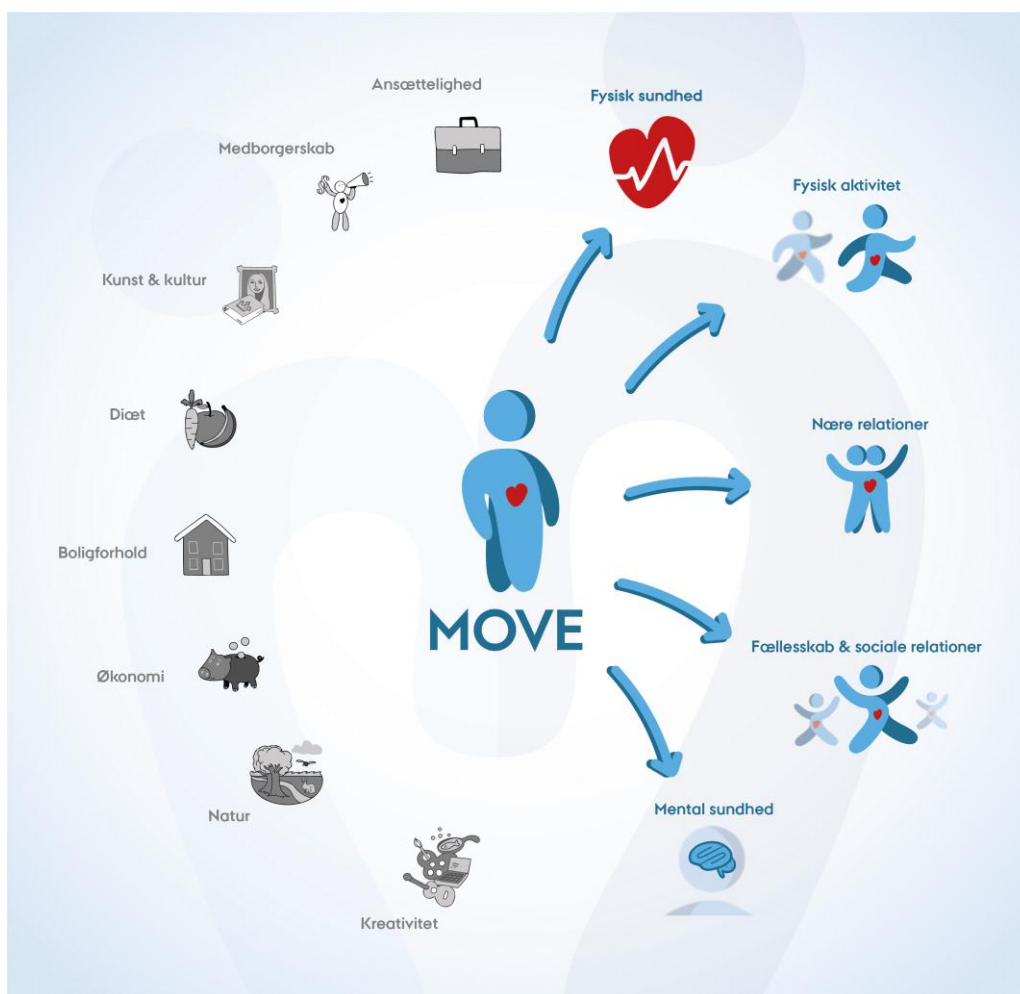 Ansættelighed
Fysisk sundhed
Medborgerskab
Fysisk aktivitet
Kunst & kultur
Diæt
Nære relationer
Boligforhold
MOVE
Fællesskab & sociale relationer
Økonomi
Mental sundhed
Natur
Kreativitet